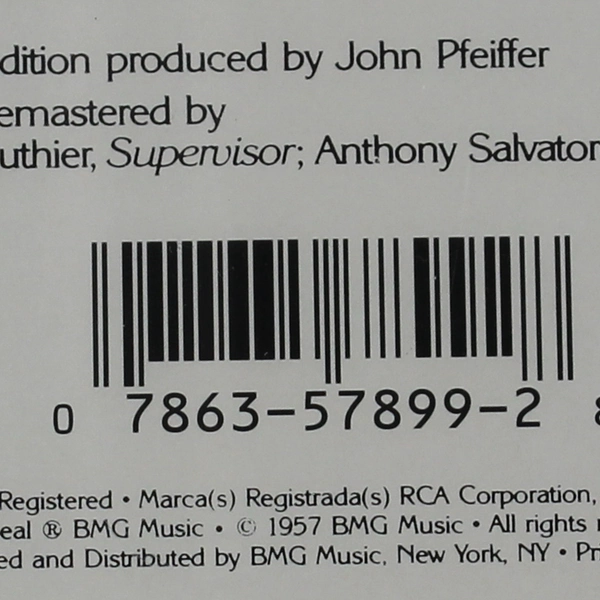 dition produced by John Pfeiffer
emastered by
uthier, Supervisor; Anthony Salvator
0 7863-57899-2
Registered • Marca(s) Registrada(s) RCA Corporation,
eal ® BMG Music • © 1957 BMG Music • All rights
ed and Distributed by BMG Music, New York, NY • Pr